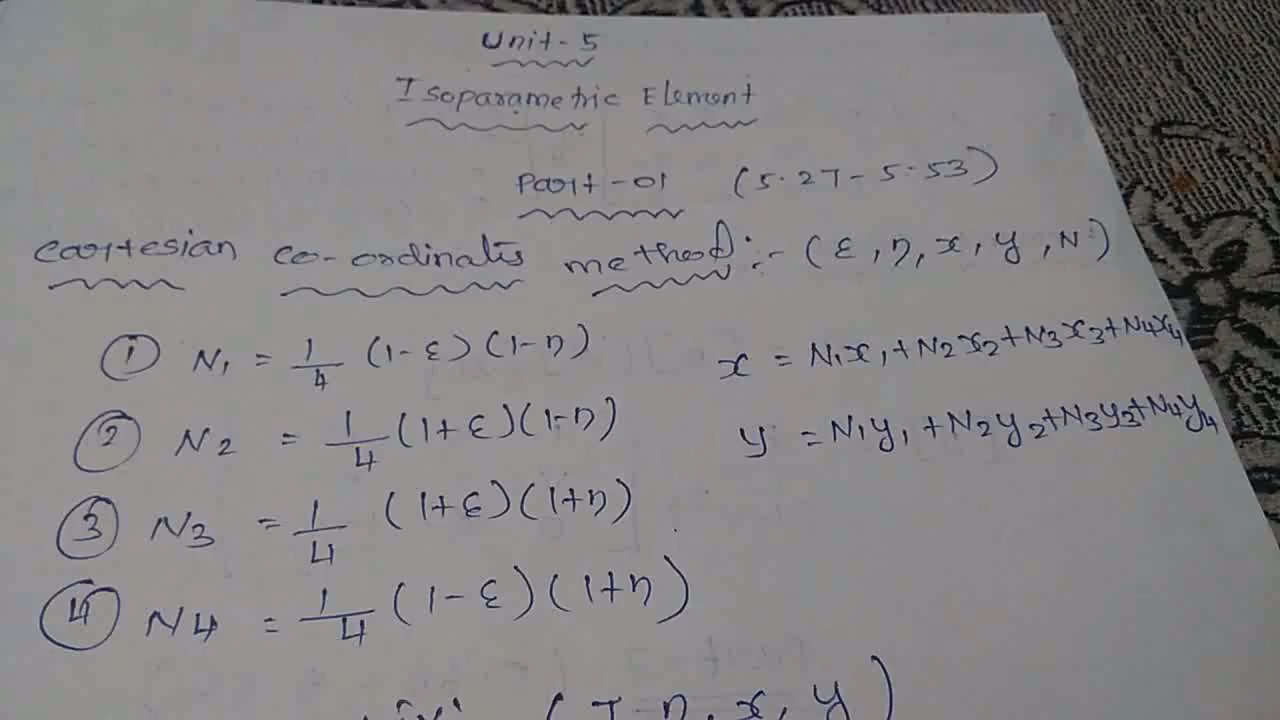 Unit-5
Isoparametric Element
Part-01 (5.27-5.53)
Cartesian co-ordinates method:- (ε, η, x, y, N)
① N1 = 1/4 (1-ε)(1-η)
x = N1x1+N2x2+N3x3+N4x4
② N2 = 1/4 (1+ε)(1-η)
y = N1y1+N2y2+N3y3+N4y4
③ N3 = 1/4 (1+ε)(1+η)
④ N4 = 1/4 (1-ε)(1+η)
(J η, x, y)